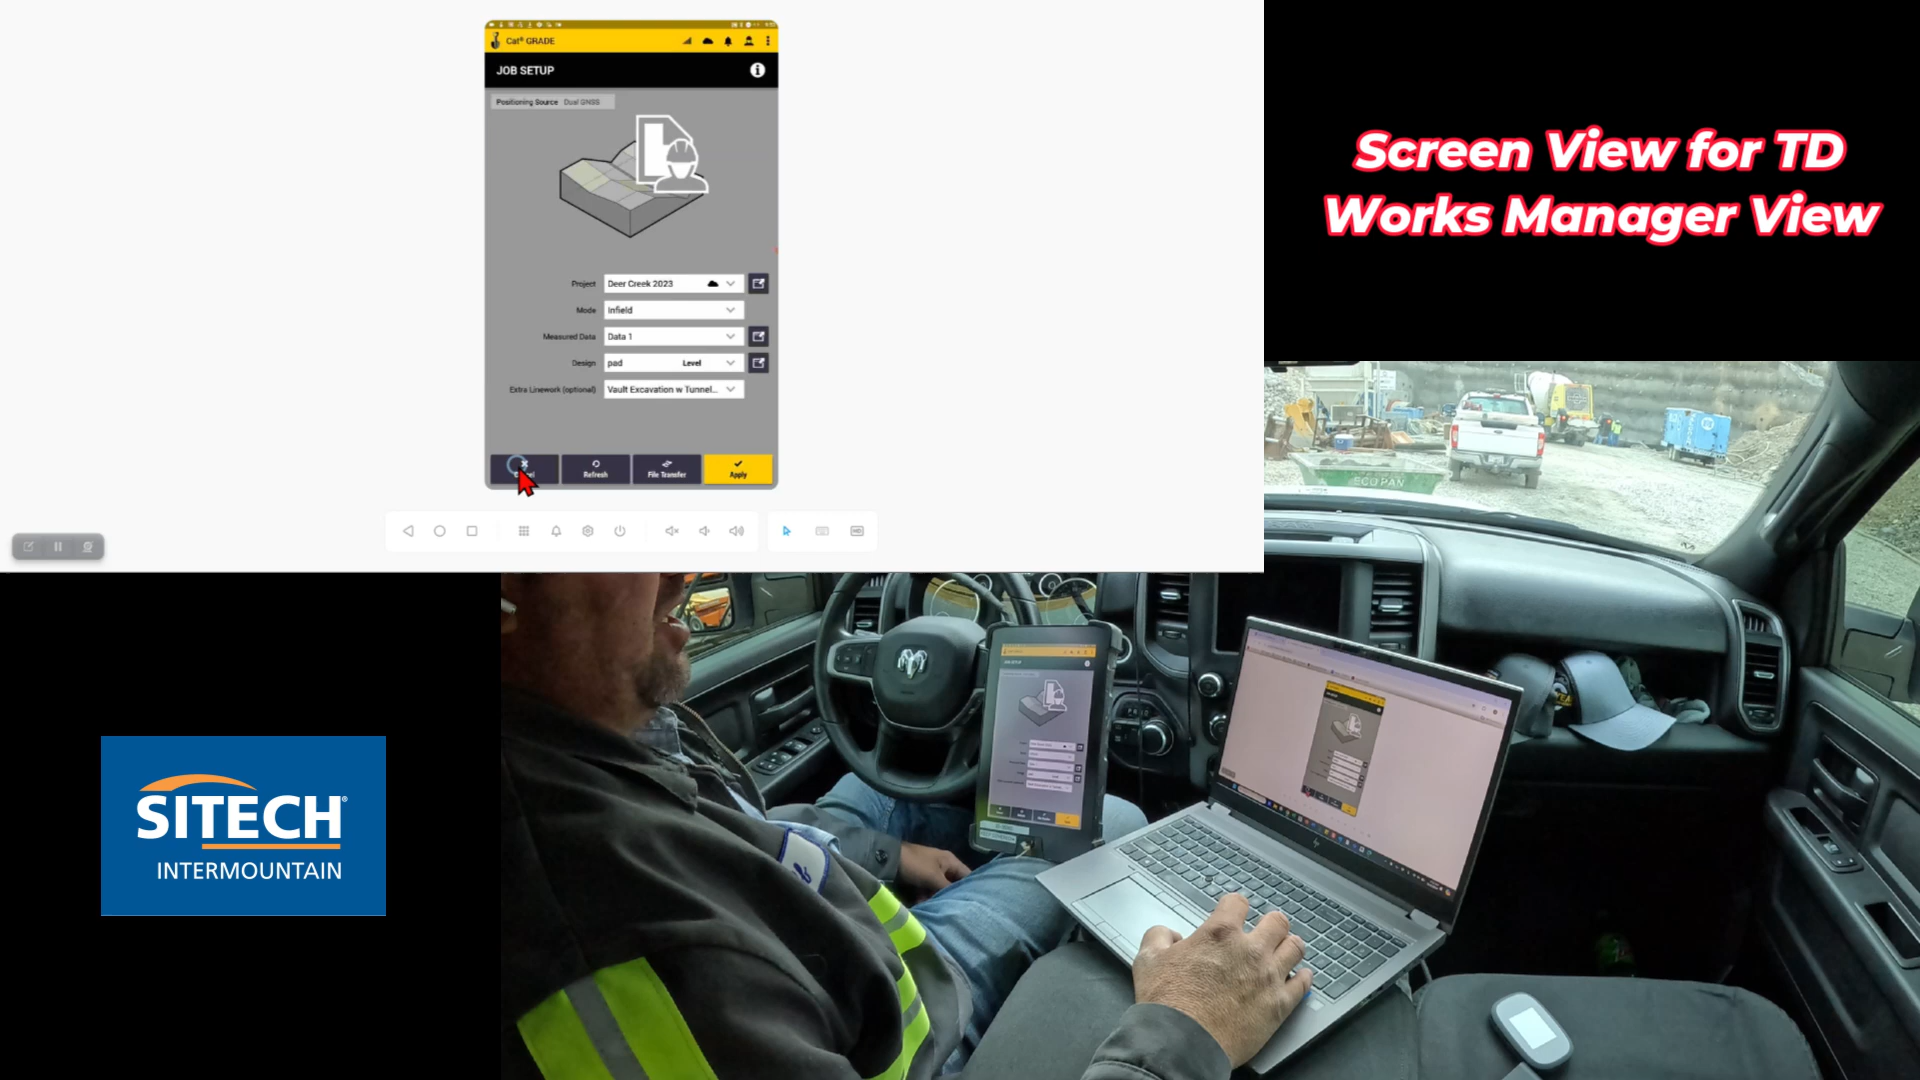 Cat® GRADE
JOB SETUP
Positioning Source Dual GNSS
Project Deer Creek 2023
Mode Infield
Measured Data Data 1
Design pad Level
Extra Linework (optional) Vault Excavation w Tunnel...
Refresh
File Transfer
Apply
Screen View for TD
Works Manager View
ECOPAN
SITECH®
INTERMOUNTAIN